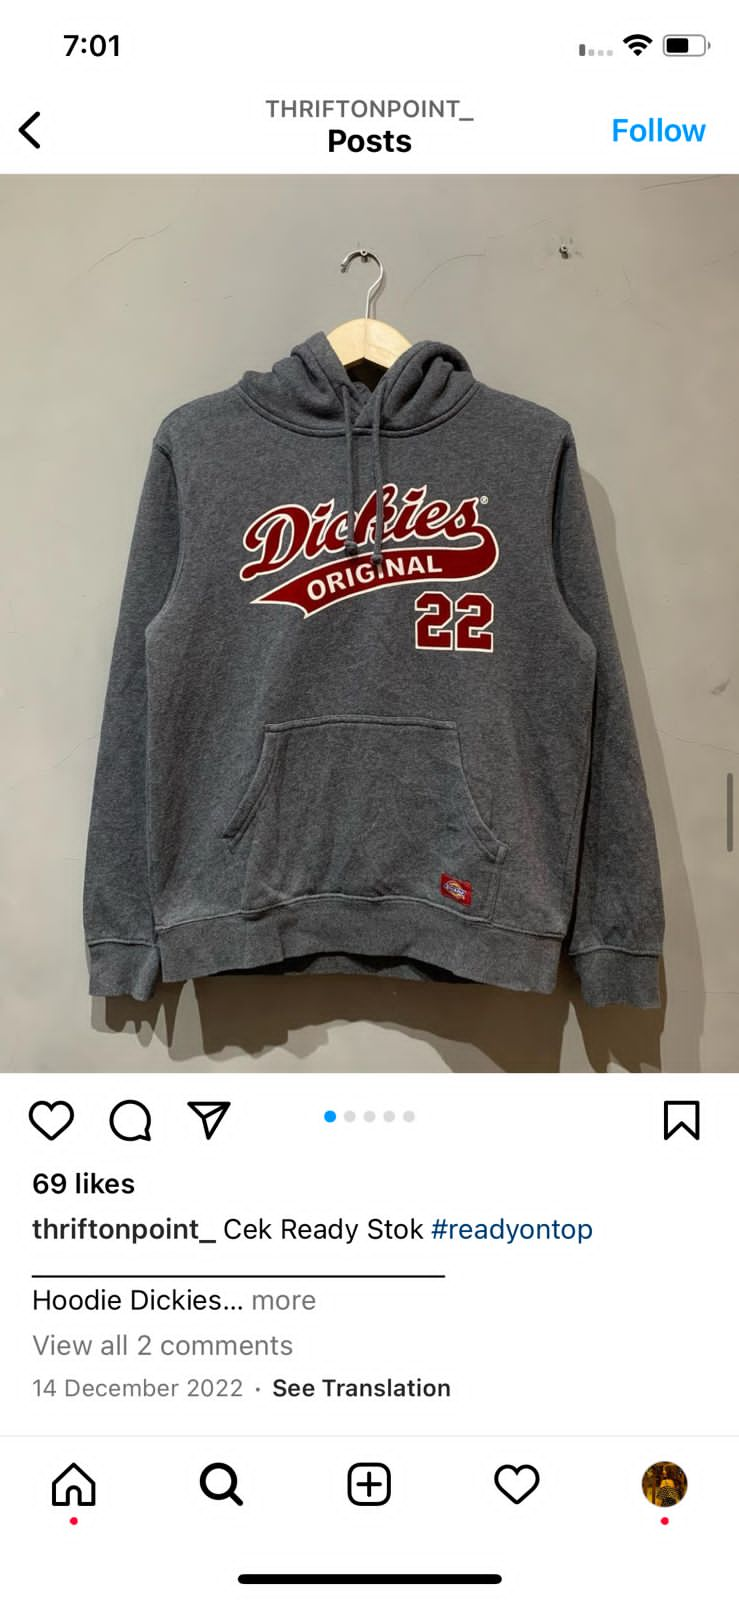 7:01
THRIFTONPOINT_
Posts
Follow
Dickies®
ORIGINAL
22
69 likes
thriftonpoint_ Cek Ready Stok #readyontop
Hoodie Dickies... more
View all 2 comments
14 December 2022 · See Translation